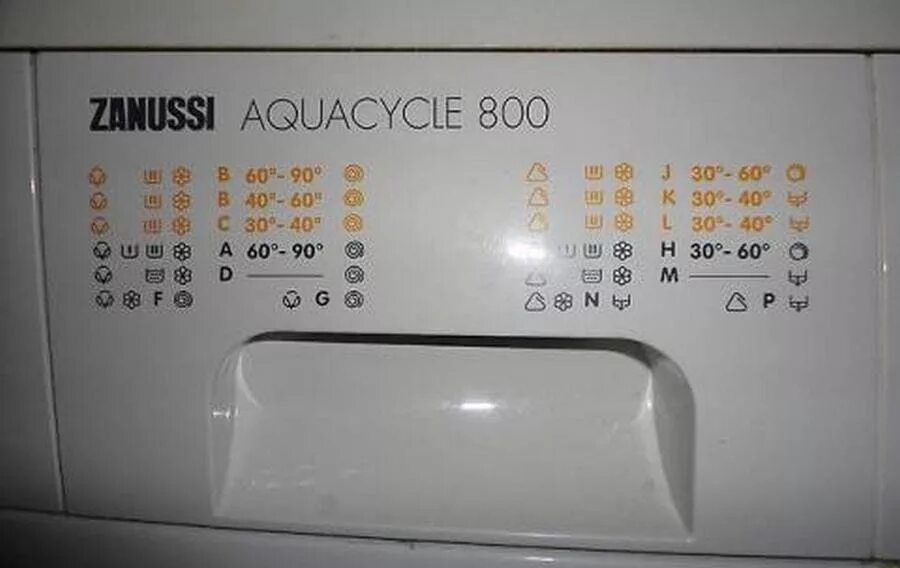 ZANUSSI AQUACYCLE 800
B 60°- 90°
B 40°- 60°
C 30°- 40°
A 60°- 90°
D
F G
J 30°- 60°
K 30°- 40°
L 30°- 40°
H 30°- 60°
M
N P